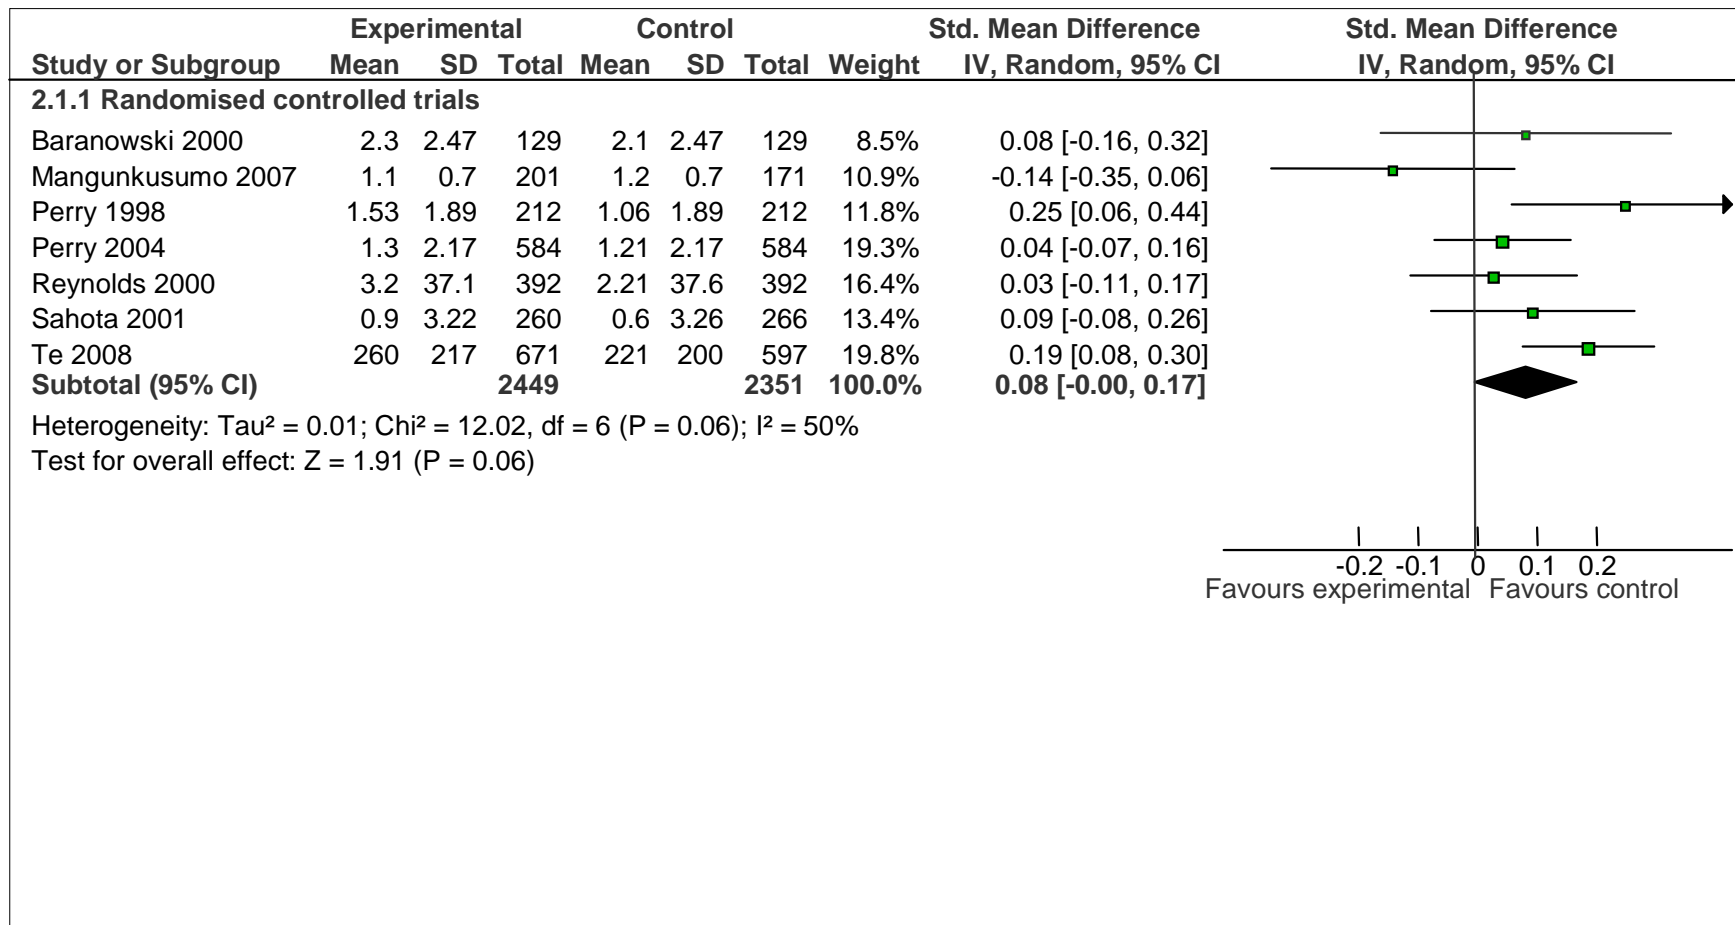 Experimental Control Std. Mean Difference Std. Mean Difference
Study or Subgroup Mean SD Total Mean SD Total Weight IV, Random, 95% CI IV, Random, 95% CI
2.1.1 Randomised controlled trials
Baranowski 2000 2.3 2.47 129 2.1 2.47 129 8.5% 0.08 [-0.16, 0.32]
Mangunkusumo 2007 1.1 0.7 201 1.2 0.7 171 10.9% -0.14 [-0.35, 0.06]
Perry 1998 1.53 1.89 212 1.06 1.89 212 11.8% 0.25 [0.06, 0.44]
Perry 2004 1.3 2.17 584 1.21 2.17 584 19.3% 0.04 [-0.07, 0.16]
Reynolds 2000 3.2 37.1 392 2.21 37.6 392 16.4% 0.03 [-0.11, 0.17]
Sahota 2001 0.9 3.22 260 0.6 3.26 266 13.4% 0.09 [-0.08, 0.26]
Te 2008 260 217 671 221 200 597 19.8% 0.19 [0.08, 0.30]
Subtotal (95% CI) 2449 2351 100.0% 0.08 [-0.00, 0.17]
Heterogeneity: Tau² = 0.01; Chi² = 12.02, df = 6 (P = 0.06); I² = 50%
Test for overall effect: Z = 1.91 (P = 0.06)
-0.2 -0.1 0 0.1 0.2
Favours experimental Favours control